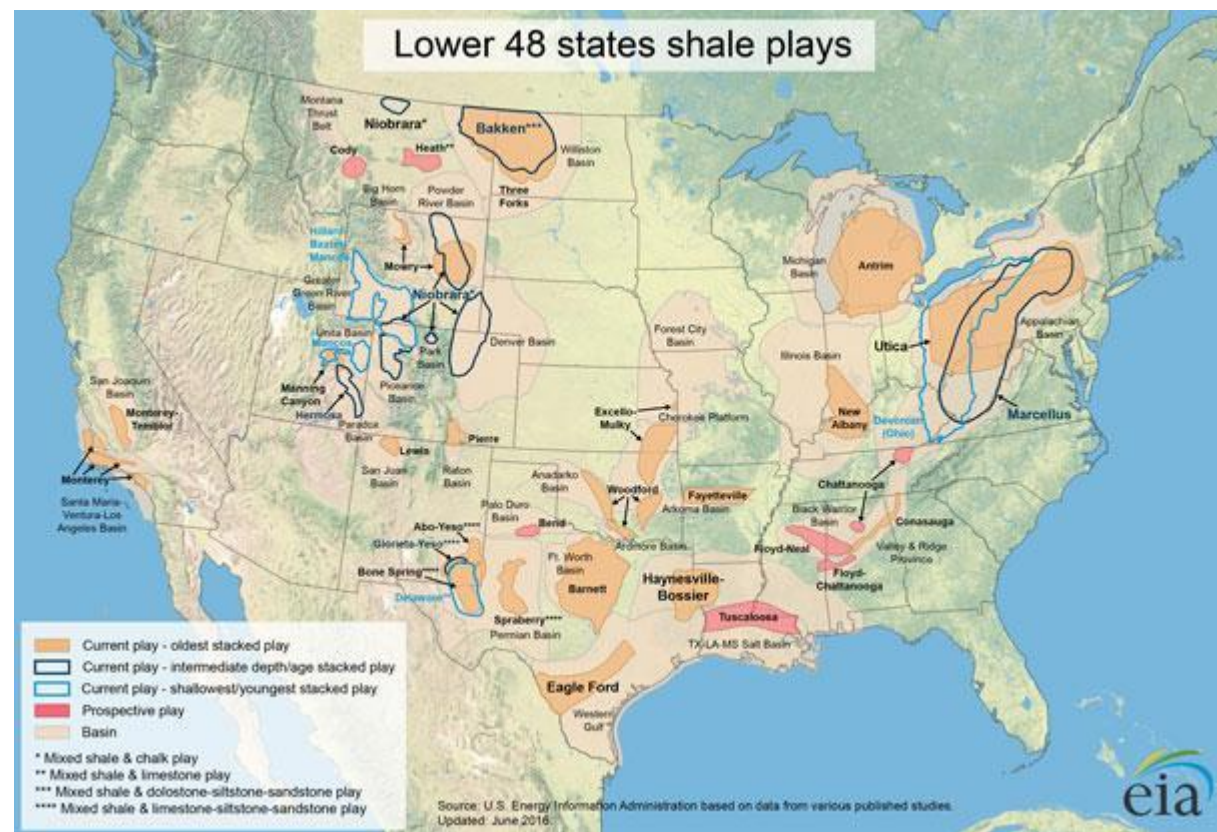 Lower 48 states shale plays
Montana
Thrust
Belt
Niobrara*
Bakken***
Cody
Heath**
Williston
Basin
Big Horn
Basin
Powder
River Basin
Three
Forks
Hilliard-
Baxter-
Mancos
Mowry
Michigan
Basin
Antrim
Greater
Green River
Basin
Niobrara*
Uinta Basin
Mancos
Park
Basin
Denver Basin
Forest City
Basin
Illinois Basin
Utica
Appalachian
Basin
San Joaquin
Basin
Monterey-
Temblor
Manning
Canyon
Hermosa
Piceance
Basin
Paradox
Basin
Excello-
Mulky
Cherokee Platform
New
Albany
Devonian
(Ohio)
Marcellus
Lewis
Pierre
Monterey
Santa Maria-
Ventura-Los
Angeles Basin
San Juan
Basin
Raton
Basin
Anadarko
Basin
Woodford
Fayetteville
Arkoma Basin
Chattanooga
Palo Duro
Basin
Bend
Black Warrior
Basin
Conasauga
Abo-Yeso****
Glorieta-Yeso****
Ardmore Basin
Floyd-Neal
Valley & Ridge
Province
Bone Spring****
Ft. Worth
Basin
Barnett
Haynesville-
Bossier
Floyd-
Chattanooga
Delaware
Spraberry****
Permian Basin
Tuscaloosa
TX-LA-MS Salt Basin
Eagle Ford
Western
Gulf
Current play - oldest stacked play
Current play - intermediate depth/age stacked play
Current play - shallowest/youngest stacked play
Prospective play
Basin
* Mixed shale & chalk play
** Mixed shale & limestone play
*** Mixed shale & dolostone-siltstone-sandstone play
**** Mixed shale & limestone-siltstone-sandstone play
Source: U.S. Energy Information Administration based on data from various published studies.
Updated: June 2016
eia